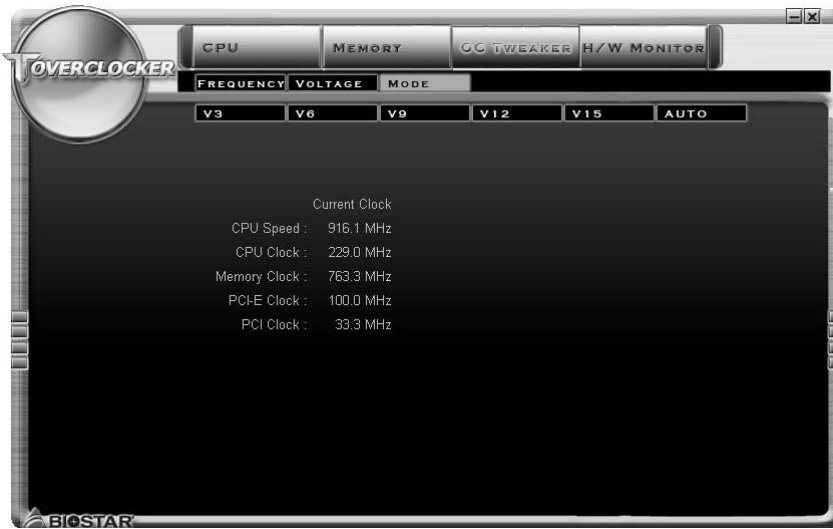 TOVERCLOCKER
CPU MEMORY OC TWEAKER H/W MONITOR
FREQUENCY VOLTAGE MODE
V3 V6 V9 V12 V15 AUTO
Current Clock
CPU Speed : 916.1 MHz
CPU Clock : 229.0 MHz
Memory Clock : 763.3 MHz
PCI-E Clock : 100.0 MHz
PCI Clock : 33.3 MHz
BIOSTAR